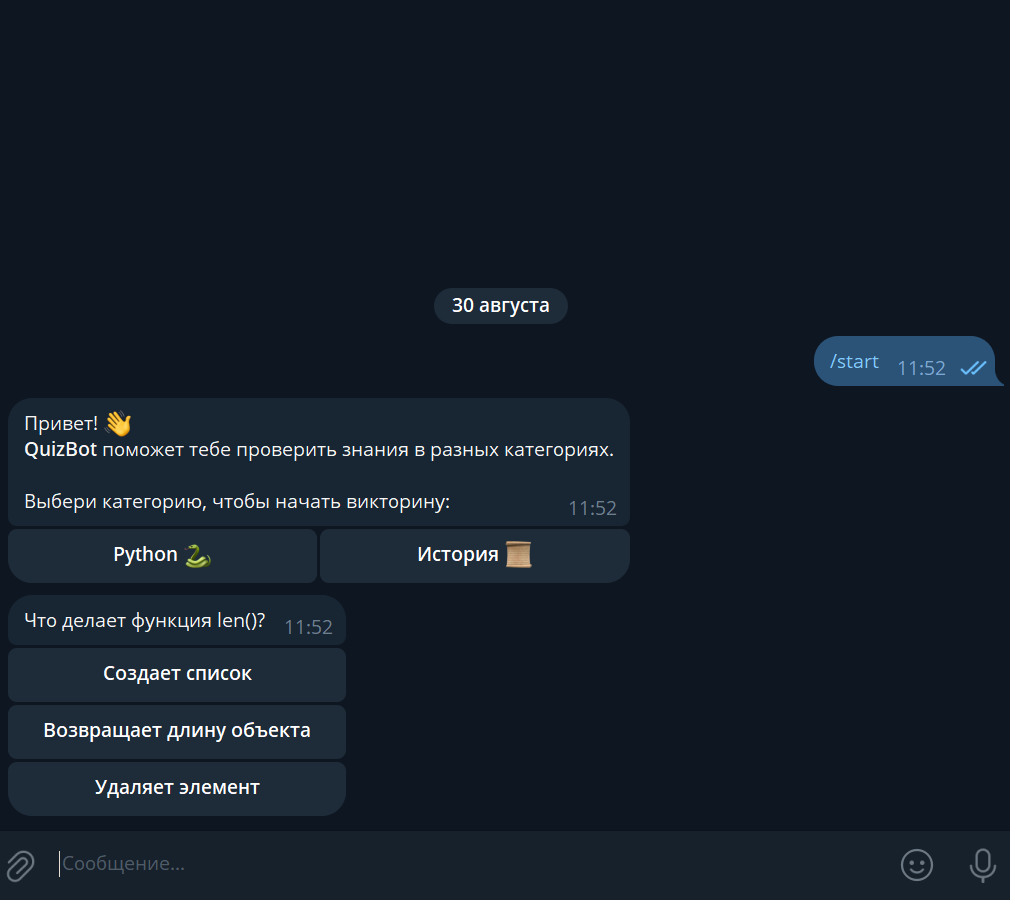 30 августа
/start 11:52
Привет! 👋
QuizBot поможет тебе проверить знания в разных категориях.
Выбери категорию, чтобы начать викторину: 11:52
Python 🐍
История 📜
Что делает функция len()? 11:52
Создает список
Возвращает длину объекта
Удаляет элемент
Сообщение...